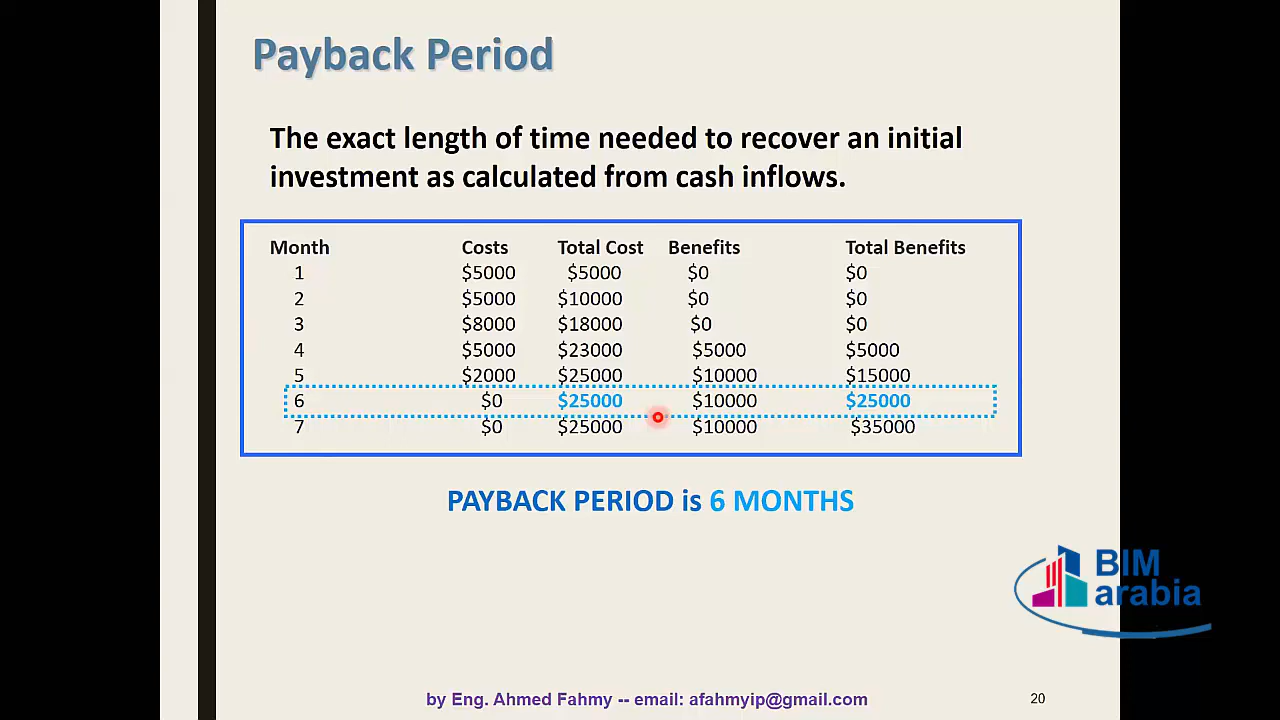 Payback Period
The exact length of time needed to recover an initial
investment as calculated from cash inflows.
Month Costs Total Cost Benefits Total Benefits
1 $5000 $5000 $0 $0
2 $5000 $10000 $0 $0
3 $8000 $18000 $0 $0
4 $5000 $23000 $5000 $5000
5 $2000 $25000 $10000 $15000
6 $0 $25000 $10000 $25000
7 $0 $25000 $10000 $35000
PAYBACK PERIOD is 6 MONTHS
BIM
arabia
by Eng. Ahmed Fahmy -- email: afahmyip@gmail.com
20